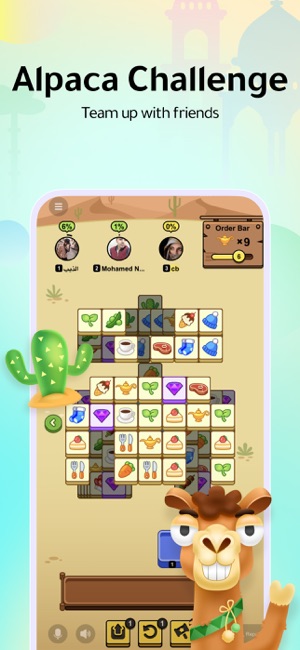 Alpaca Challenge
Team up with friends
6%
1%
0%
Order Bar
×9
6
1 الذيب
2 Mohamed N...
3 cb
1
1
1